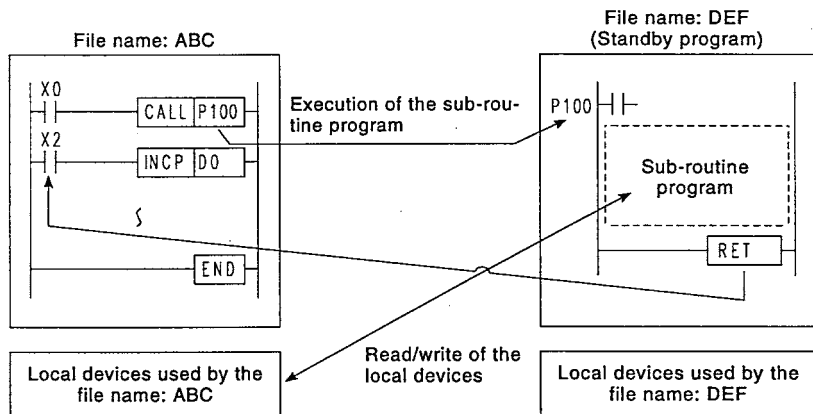 File name: ABC
X0
CALL P100
X2
INCP D0
END
Local devices used by the
file name: ABC
Execution of the sub-rou-
tine program
Read/write of the
local devices
File name: DEF
(Standby program)
P100
Sub-routine
program
RET
Local devices used by the
file name: DEF